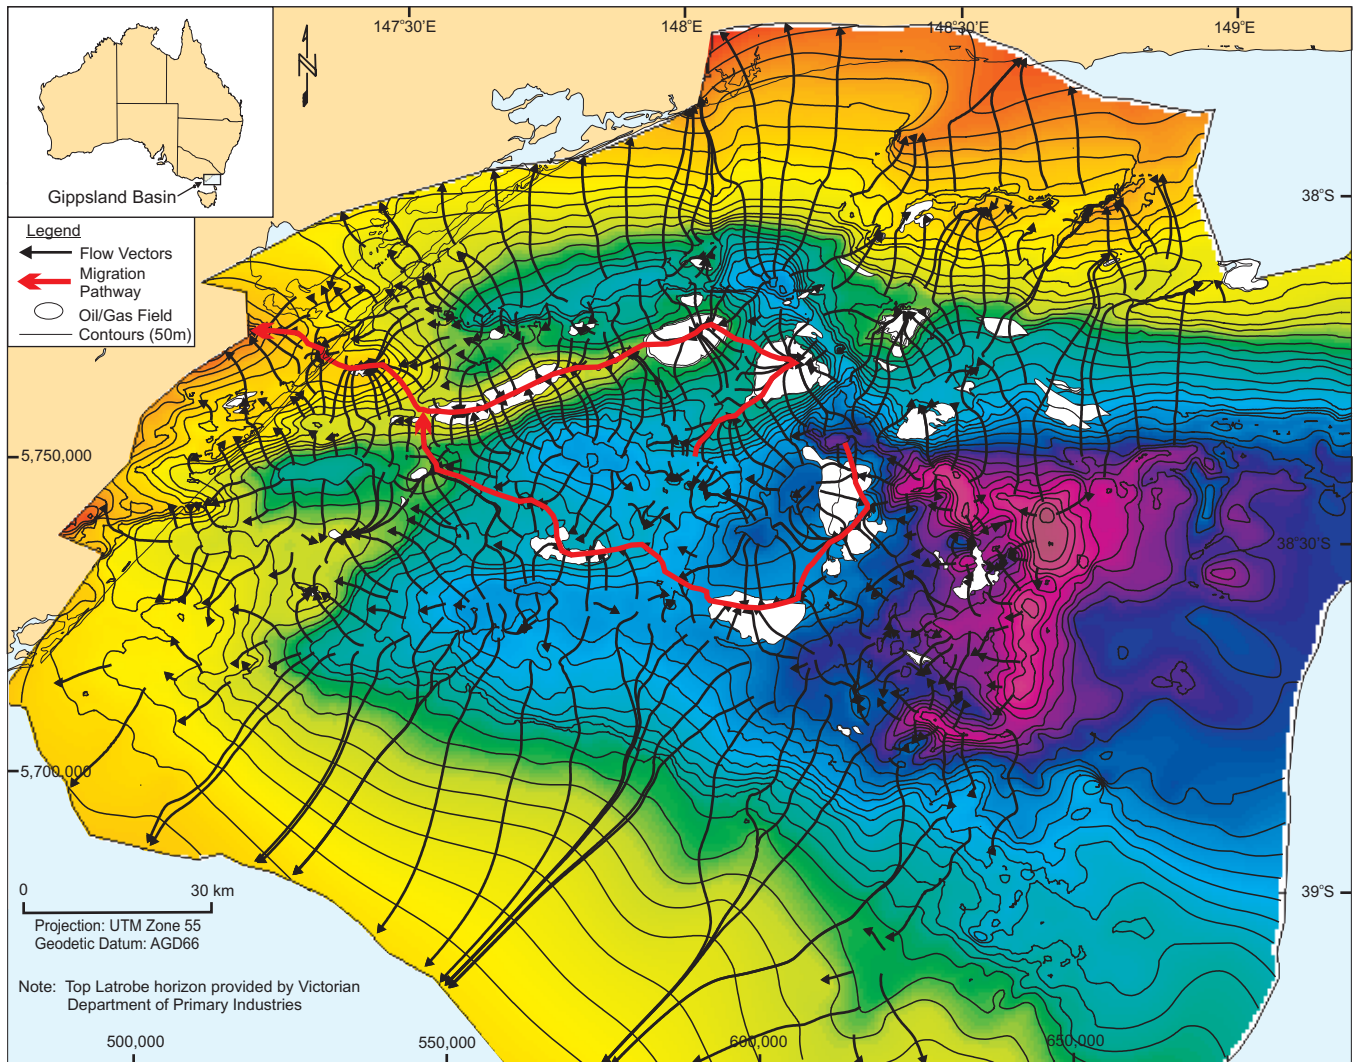 147°30'E
148°E
148°30'E
149°E
Gippsland Basin
38°S
Legend
Flow Vectors
Migration
Pathway
Oil/Gas Field
Contours (50m)
5,750,000
38°30'S
5,700,000
0 30 km
39°S
Projection: UTM Zone 55
Geodetic Datum: AGD66
Note: Top Latrobe horizon provided by Victorian
Department of Primary Industries
500,000
550,000
600,000
650,000